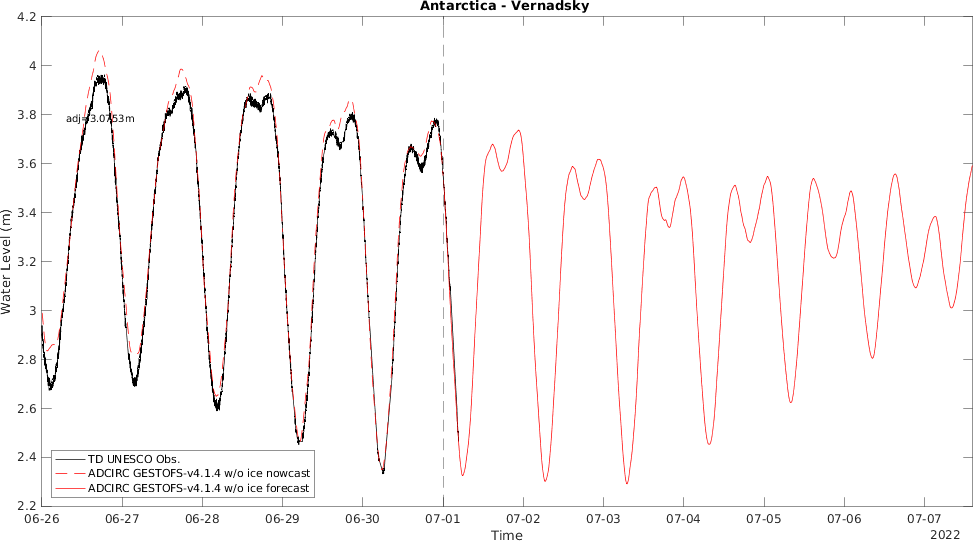 Antarctica - Vernadsky
4.2
4
3.8
3.6
3.4
3.2
3
2.8
2.6
2.4
2.2
Water Level (m)
adj=3.0753m
TD UNESCO Obs.
ADCIRC GESTOFS-v4.1.4 w/o ice nowcast
ADCIRC GESTOFS-v4.1.4 w/o ice forecast
06-26 06-27 06-28 06-29 06-30 07-01 07-02 07-03 07-04 07-05 07-06 07-07
Time
2022